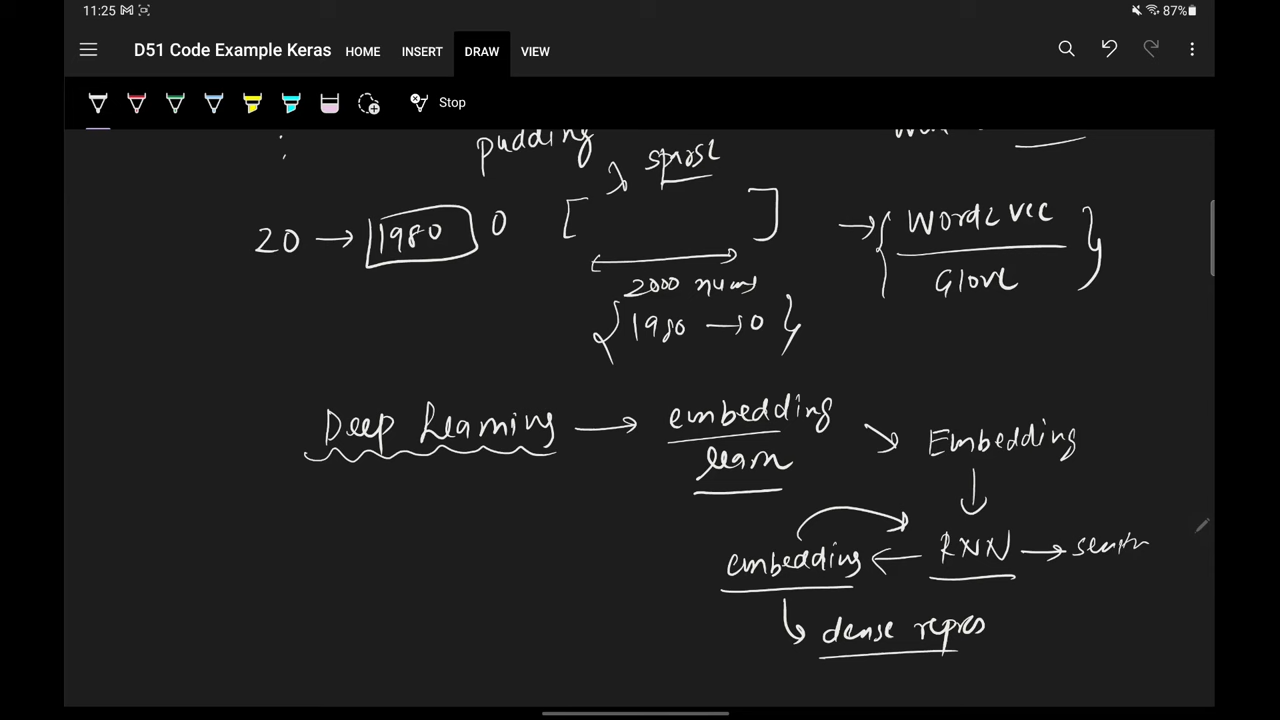 11:25 M 87%
D51 Code Example Keras HOME INSERT DRAW VIEW
Stop
pudding
sparse
20 → 1980 0 [ ] → { Word2vec
Glove }
2000 nums
{ 1980 → 0 }
Deep Learning → embedding
learn
Embedding
embedding ← RNN →
dense repres